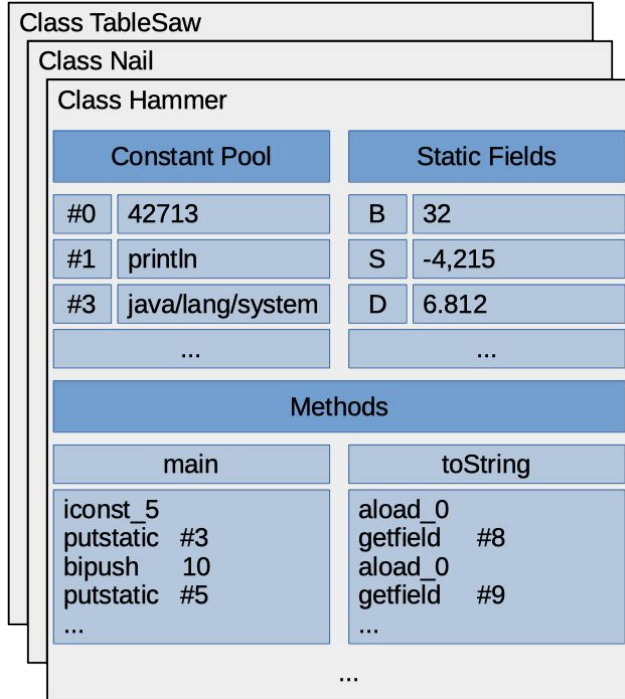 Class TableSaw
Class Nail
Class Hammer
Constant Pool
#0 42713
#1 println
#3 java/lang/system
...
Static Fields
B 32
S -4,215
D 6.812
...
Methods
main
iconst_5
putstatic #3
bipush 10
putstatic #5
...
toString
aload_0
getfield #8
aload_0
getfield #9
...
...